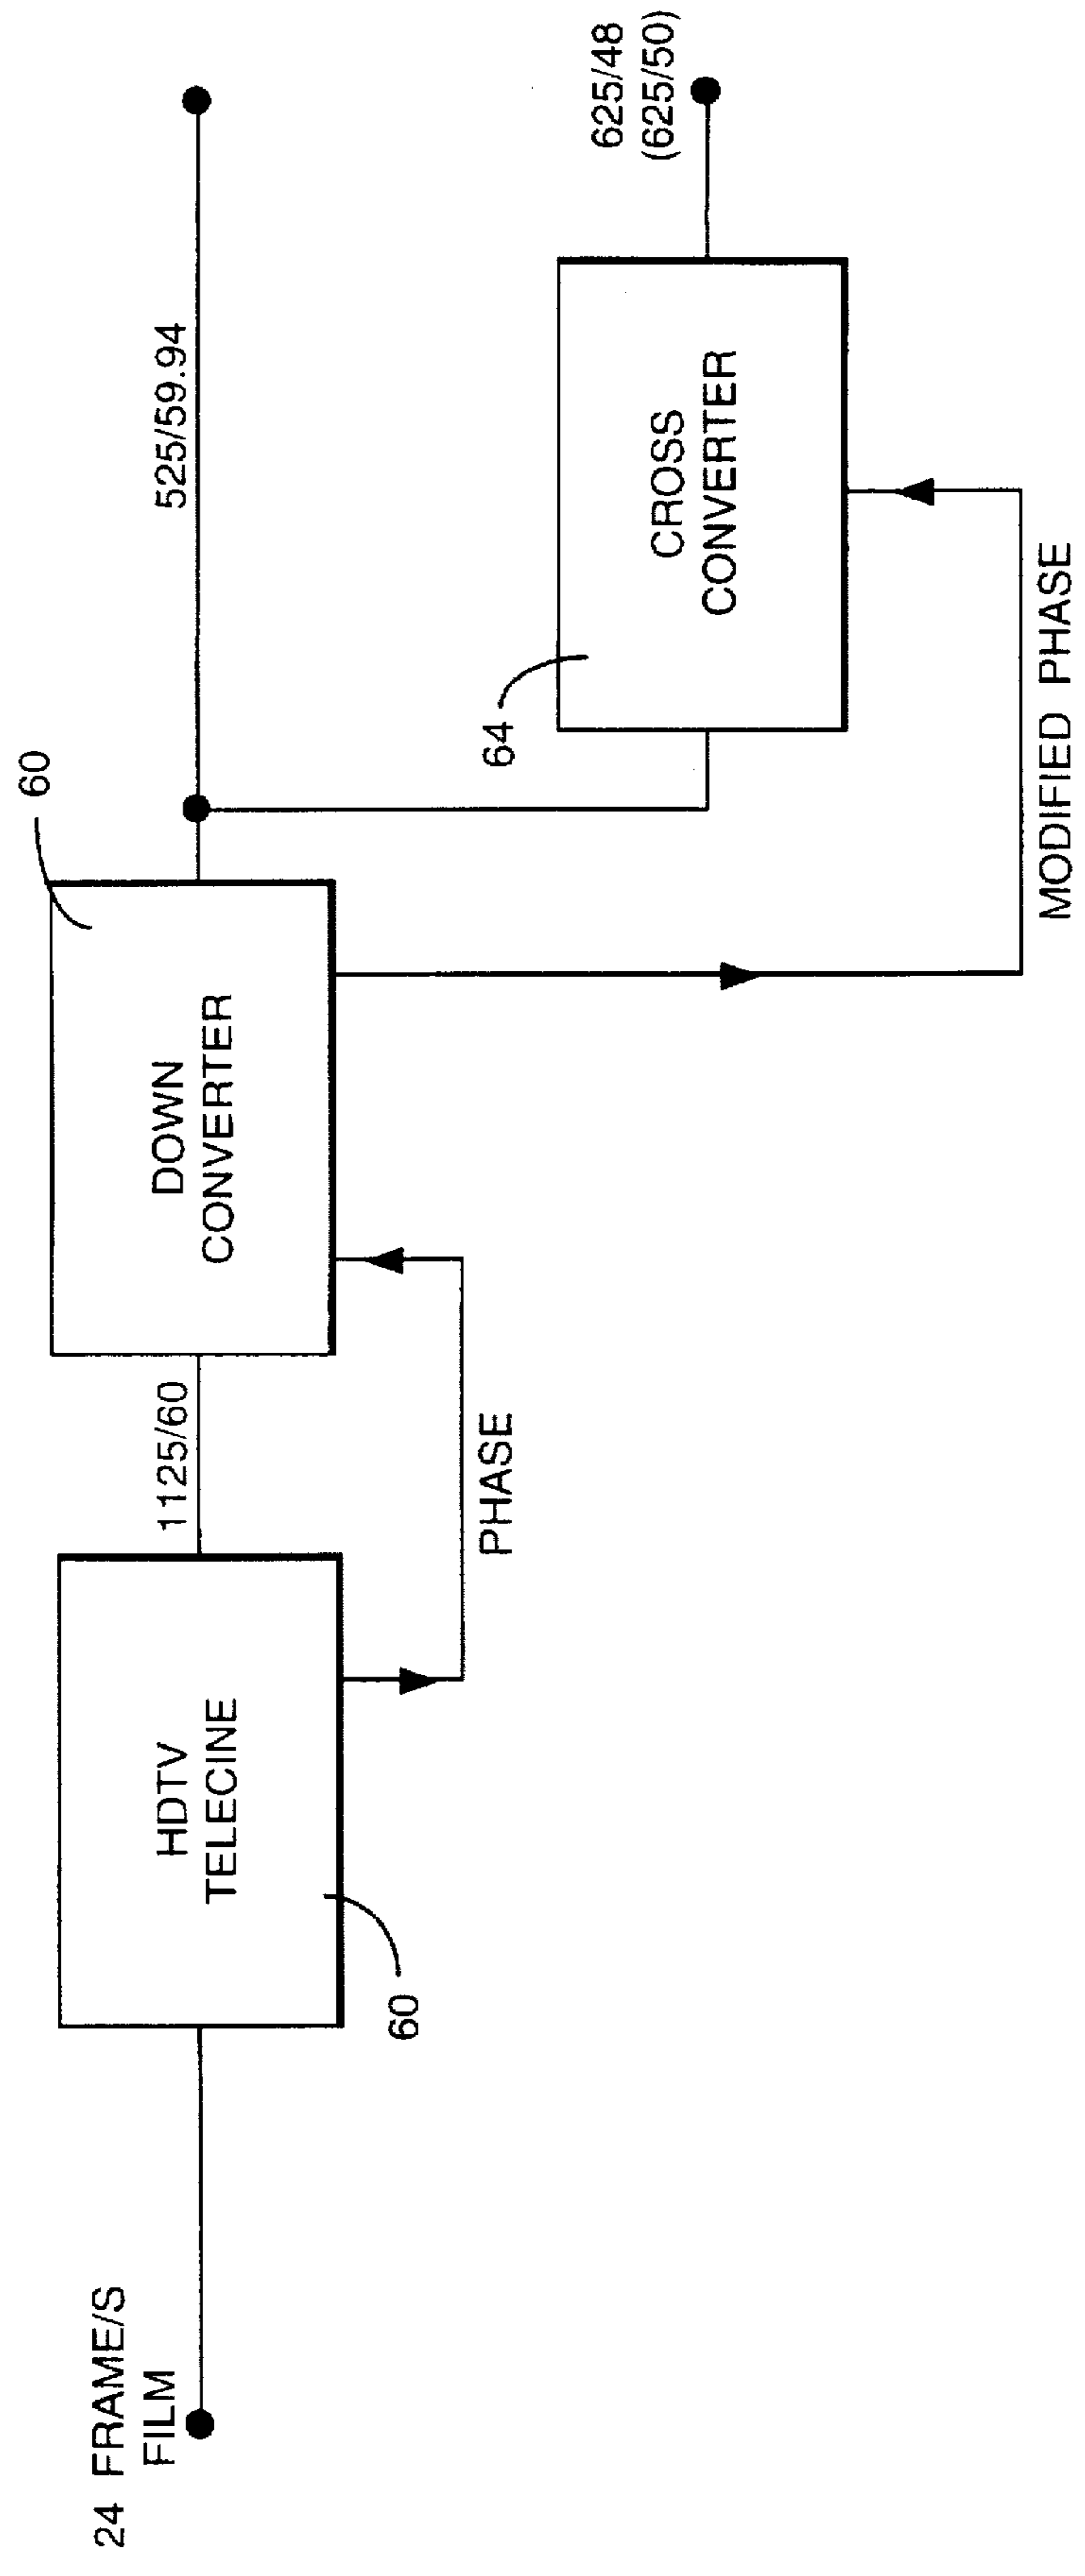 24 FRAME/S
FILM
HDTV
TELECINE
60
1125/60
PHASE
DOWN
CONVERTER
60
525/59.94
MODIFIED PHASE
CROSS
CONVERTER
64
625/48
(625/50)